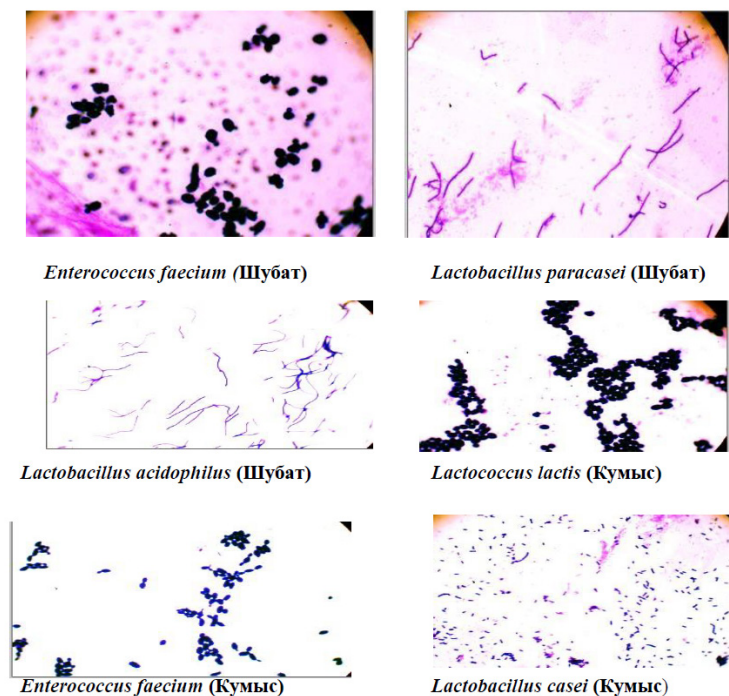 Enterococcus faecium (Шубат)
Lactobacillus paracasei (Шубат)
Lactobacillus acidophilus (Шубат)
Lactococcus lactis (Кумыс)
Enterococcus faecium (Кумыс)
Lactobacillus casei (Кумыс)